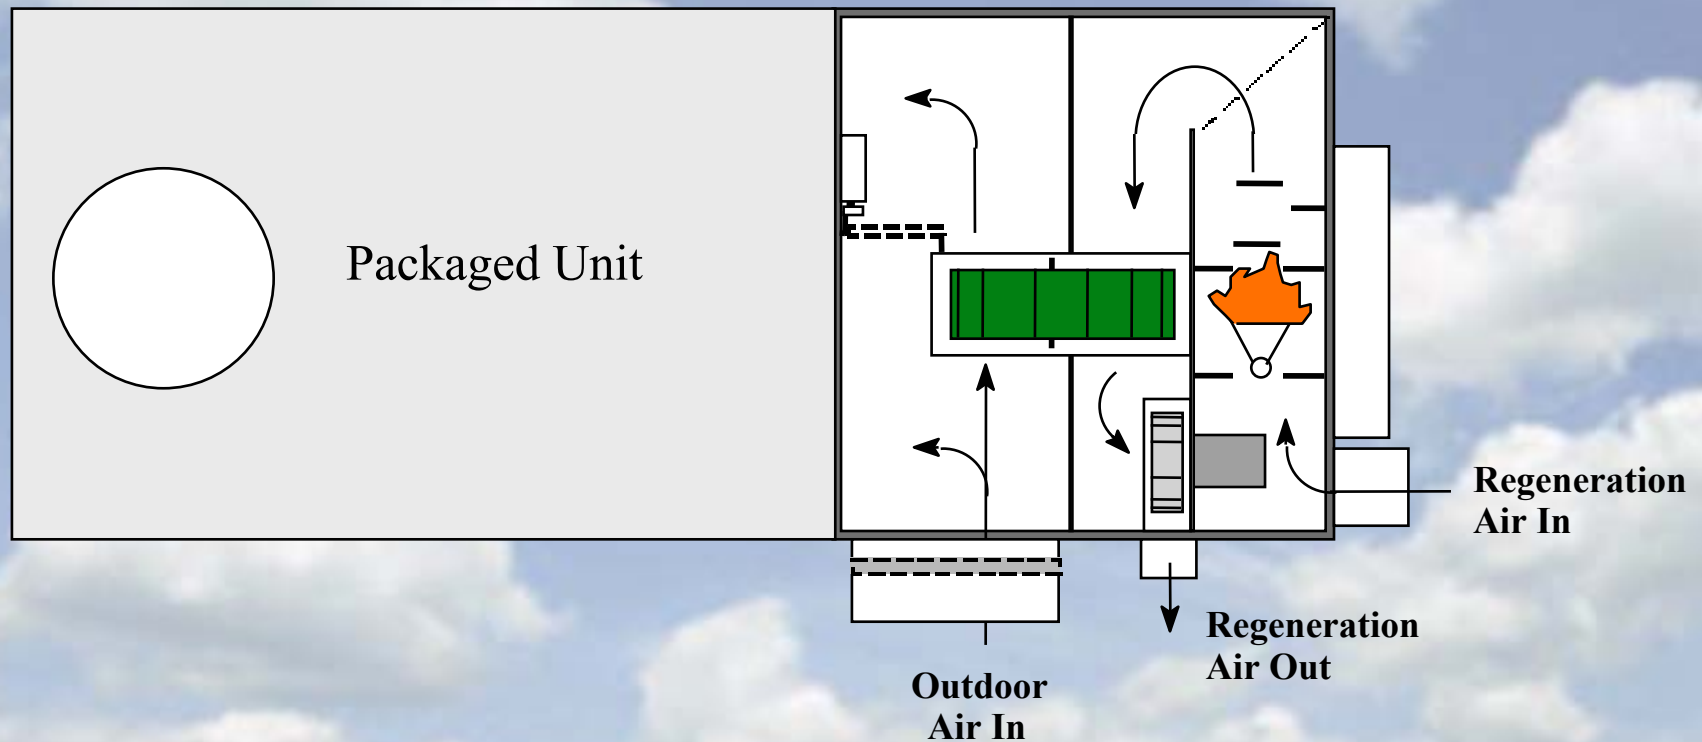 Packaged Unit
Regeneration
Air In
Regeneration
Air Out
Outdoor
Air In